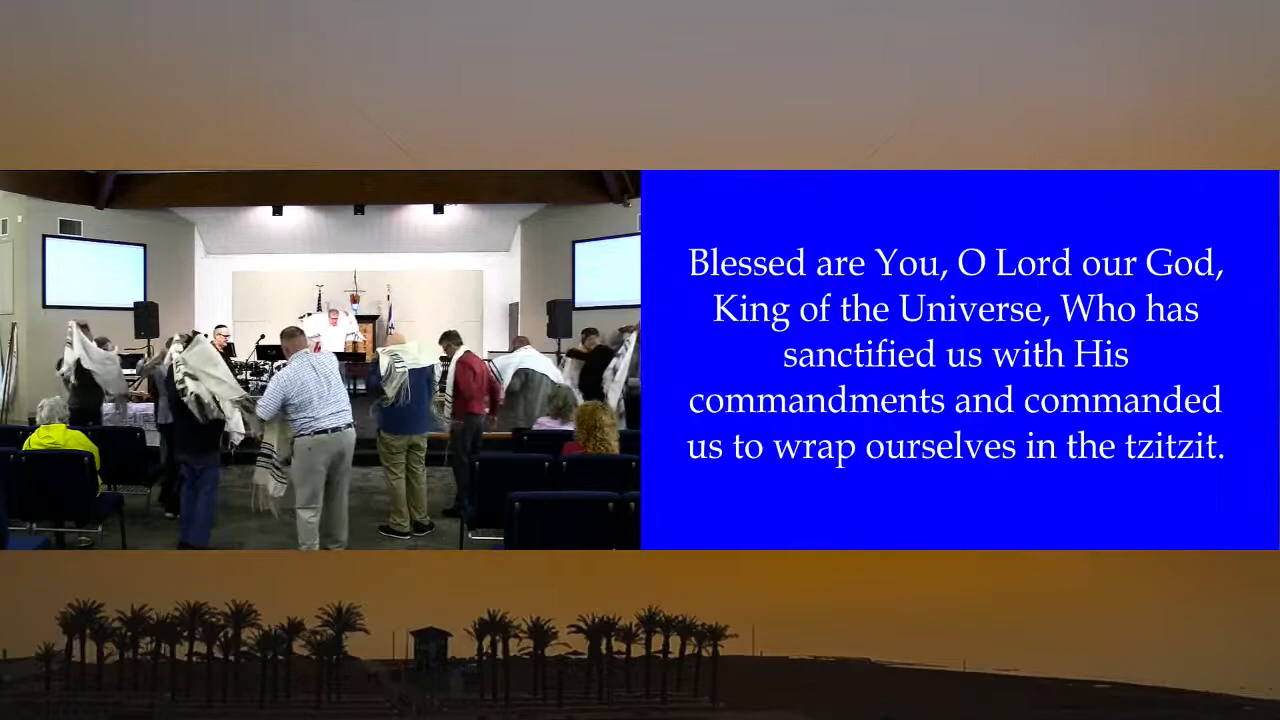 Blessed are You, O Lord our God,
King of the Universe, Who has
sanctified us with His
commandments and commanded
us to wrap ourselves in the tzitzit.